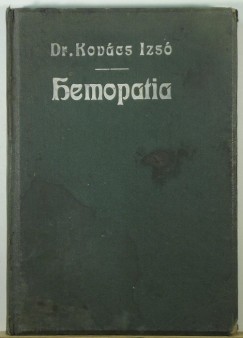 Dr. Kovács Izsó
Hemopatia